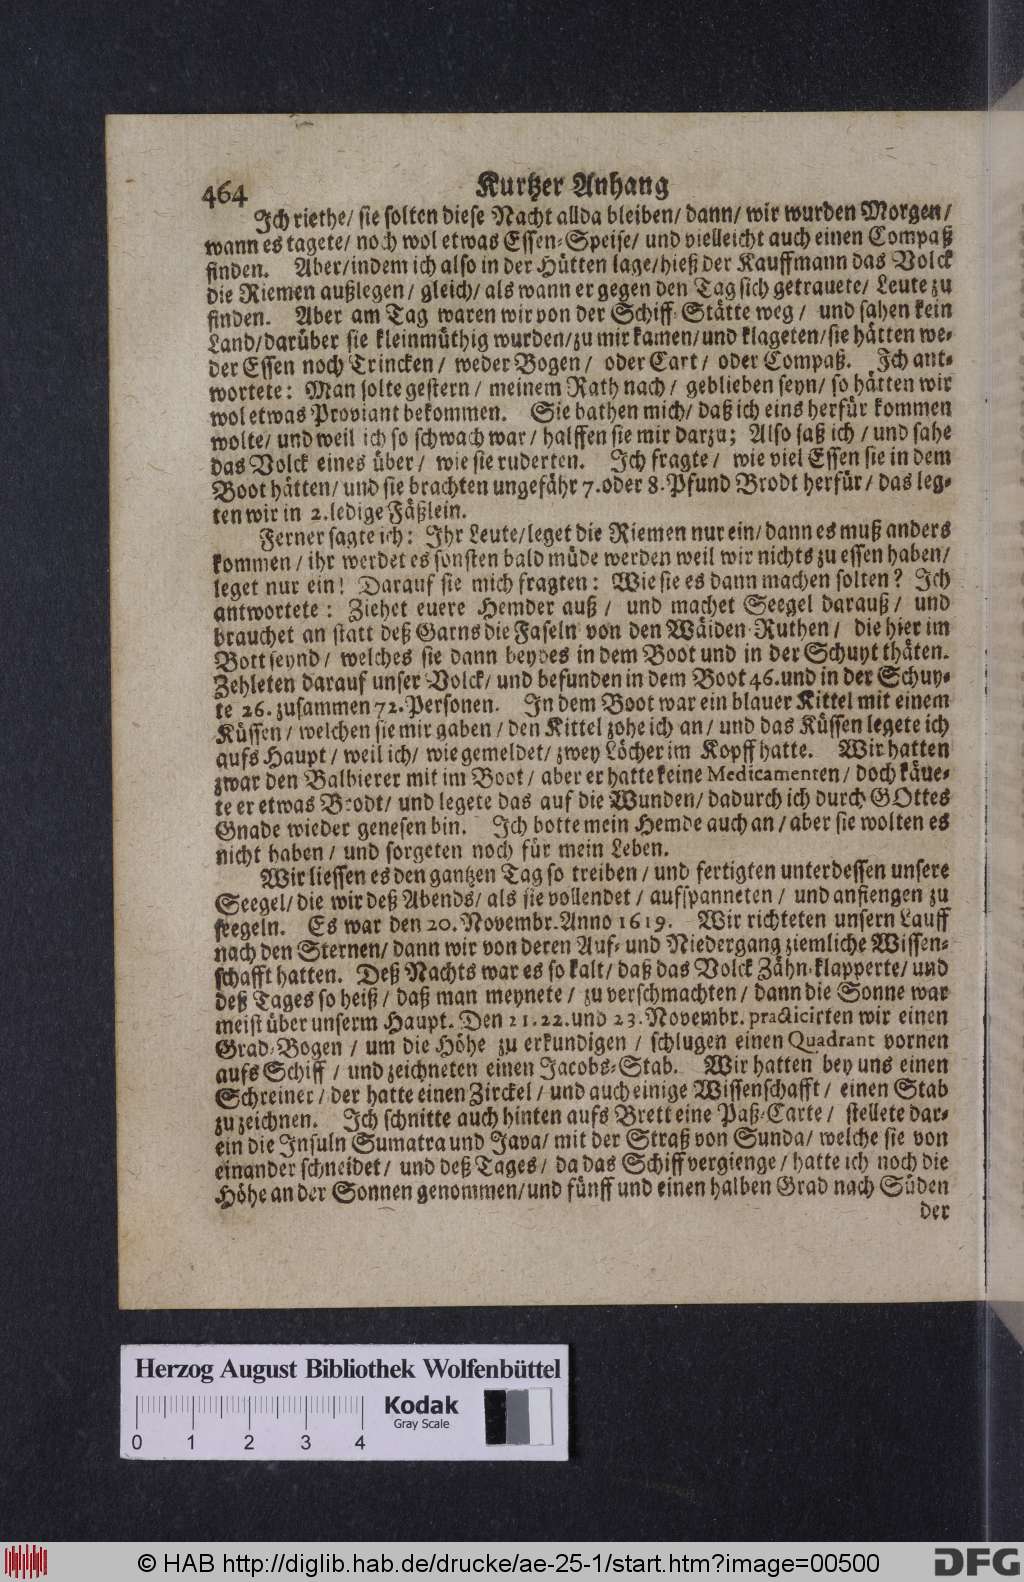 464 Kurtzer Anhang
Ich riethe/ sie solten diese Nacht allda bleiben/ dann/ wir wurden Morgen/
wann es tagete/ noch wol etwas Essen-Speise/ und vielleicht auch einen Compaß
finden. Aber/ indem ich also in der Hütten lage/ hieß der Kauffmann das Volck
die Riemen außlegen/ gleich/ als wann er gegen den Tag sich getrauete/ Leute zu
finden. Aber am Tag waren wir von der Schiff-Stätte weg/ und sahen kein
Land/ darüber sie kleinmüthig wurden/ zu mir kamen/ und klageten/ sie hätten we-
der Essen noch Trincken/ weder Bogen/ oder Cart/ oder Compaß. Ich ant-
wortete: Man solte gestern/ meinem Rath nach/ geblieben seyn/ so hätten wir
wol etwas Proviant bekommen. Sie bathen mich/ daß ich eins herfür kommen
wolte/ und weil ich so schwach war/ halffen sie mir darzu; Also saß ich/ und sahe
das Volck eines über/ wie sie ruderten. Ich fragte/ wie viel Essen sie in dem
Boot hätten/ und sie brachten ungefähr 7. oder 8. Pfund Brodt herfür/ das leg-
ten wir in 2. ledige Fäßlein.
Ferner sagte ich: Ihr Leute/ leget die Riemen nur ein/ dann es muß anders
kommen/ ihr werdet es sonsten bald müde werden weil wir nichts zu essen haben/
leget nur ein! Darauf sie mich fragten: Wie sie es dann machen solten? Ich
antwortete: Ziehet euere Hemder auß/ und machet Seegel darauß/ und
brauchet an statt deß Garns die Faseln von den Wäiden-Ruthen/ die hier im
Bott seynd/ welches sie dann beydes in dem Boot und in der Schuyt thäten.
Zehleten darauf unser Volck/ und befunden in dem Boot 46. und in der Schuy-
te 26. zusammen 72. Personen. In dem Boot war ein blauer Kittel mit einem
Küssen/ welchen sie mir gaben/ den Kittel zohe ich an/ und das Küssen legete ich
aufs Haupt/ weil ich/ wie gemeldet/ zwey Löcher im Kopff hatte. Wir hatten
zwar den Balbierer mit im Boot/ aber er hatte keine Medicamenten/ doch käue-
te er etwas Brodt/ und legete das auf die Wunden/ dadurch ich durch GOttes
Gnade wieder genesen bin. Ich botte mein Hemde auch an/ aber sie wolten es
nicht haben/ und sorgeten noch für mein Leben.
Wir liessen es den gantzen Tag so treiben/ und fertigten unterdessen unsere
Seegel/ die wir deß Abends/ als sie vollendet/ aufspanneten/ und anfiengen zu
seegeln. Es war den 20. Novembr. Anno 1619. Wir richteten unsern Lauff
nach den Sternen/ dann wir von deren Auf- und Niedergang ziemliche Wissen-
schafft hatten. Deß Nachts war es so kalt/ daß das Volck Zähn-klapperte/ und
deß Tages so heiß/ daß man meynete/ zu verschmachten/ dann die Sonne war
meist über unserm Haupt. Den 21. 22. und 23. Novembr. practicirten wir einen
Grad-Bogen/ um die Höhe zu erkundigen/ schlugen einen Quadrant vornen
aufs Schiff/ und zeichneten einen Jacobs-Stab. Wir hatten bey uns einen
Schreiner/ der hatte einen Zirckel/ und auch einige Wissenschafft/ einen Stab
zu zeichnen. Ich schnitte auch hinten aufs Brett eine Paß-Carte/ stellete dar-
ein die Insuln Sumatra und Java/ mit der Straß von Sunda/ welche sie von
einander schneidet/ und deß Tages/ da das Schiff vergienge/ hatte ich noch die
Höhe an der Sonnen genommen/ und fünff und einen halben Grad nach Süden
der
Herzog August Bibliothek Wolfenbüttel
Kodak
Gray Scale
0 1 2 3 4
© HAB http://diglib.hab.de/drucke/ae-25-1/start.htm?image=00500
DFG